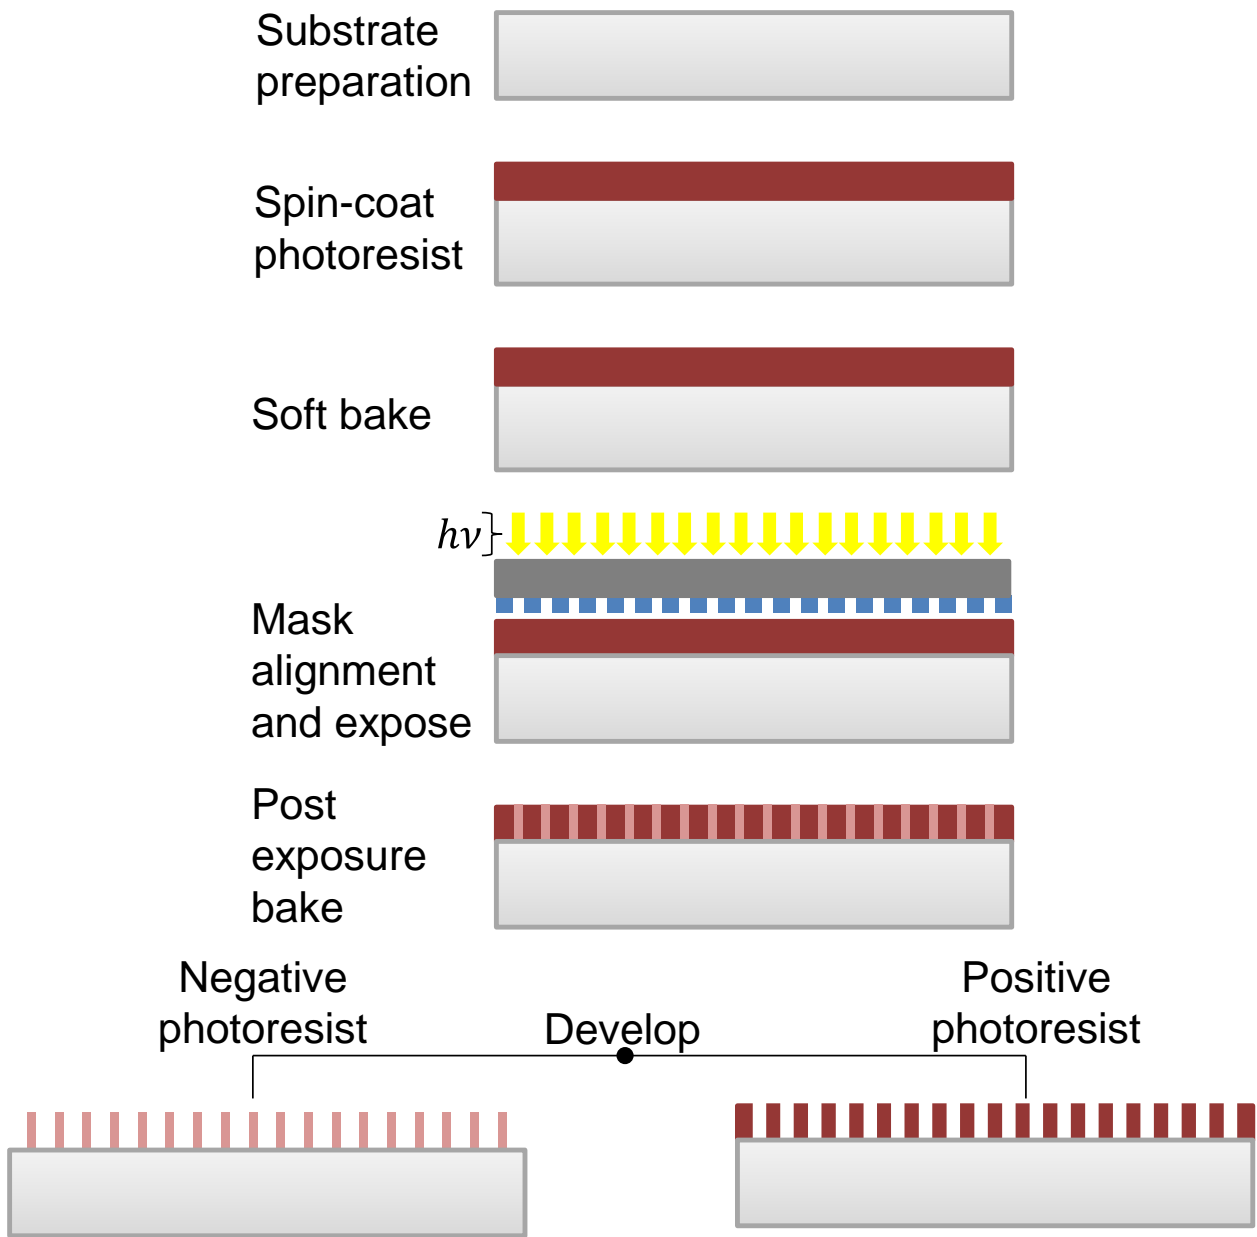 Substrate
preparation
Spin-coat
photoresist
Soft bake
hν
Mask
alignment
and expose
Post
exposure
bake
Negative
photoresist
Develop
Positive
photoresist